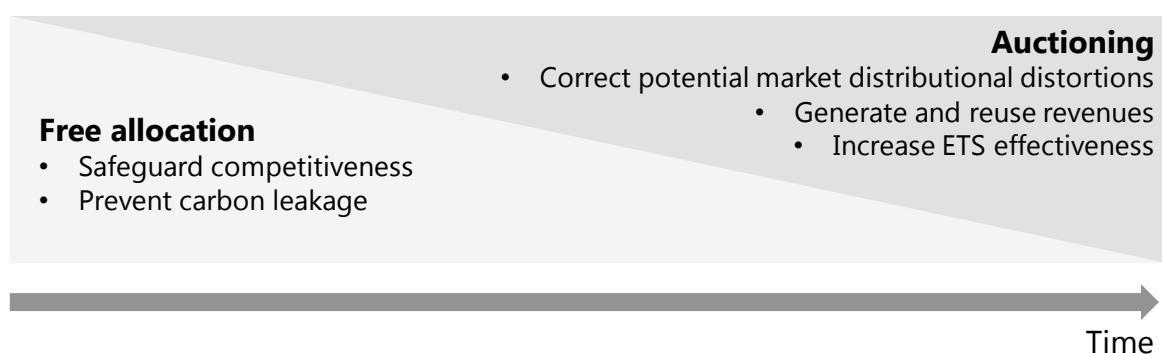 Auctioning
• Correct potential market distributional distortions
• Generate and reuse revenues
• Increase ETS effectiveness
Free allocation
• Safeguard competitiveness
• Prevent carbon leakage
Time